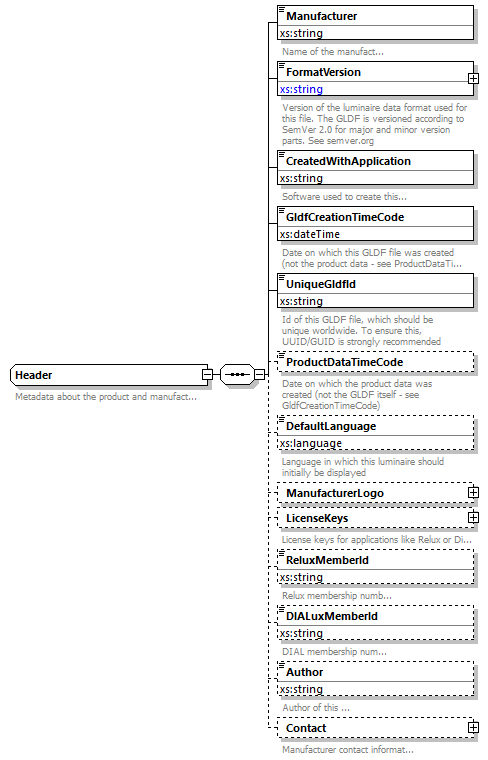 Manufacturer
xs:string
Name of the manufact...
FormatVersion
xs:string
Version of the luminaire data format used for
this file. The GLDF is versioned according to
SemVer 2.0 for major and minor version
parts. See semver.org
CreatedWithApplication
xs:string
Software used to create this...
GldfCreationTimeCode
xs:dateTime
Date on which this GLDF file was created
(not the product data - see ProductDataTi...
UniqueGldfId
xs:string
Id of this GLDF file, which should be
unique worldwide. To ensure this,
UUID/GUID is strongly recommended
Header
Metadata about the product and manufact...
ProductDataTimeCode
Date on which the product data was
created (not the GLDF itself - see
GldfCreationTimeCode)
DefaultLanguage
xs:language
Language in which this luminaire should
initially be displayed
ManufacturerLogo
LicenseKeys
License keys for applications like Relux or Di...
ReluxMemberId
xs:string
Relux membership numb...
DIALuxMemberId
xs:string
DIAL membership num...
Author
xs:string
Author of this ...
Contact
Manufacturer contact informat...